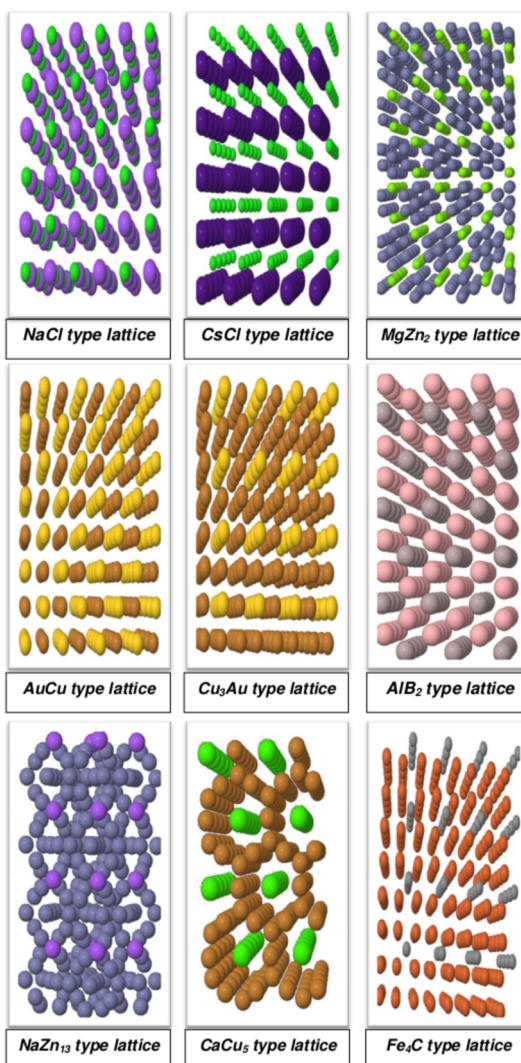 NaCl type lattice
CsCl type lattice
MgZn₂ type lattice
AuCu type lattice
Cu₃Au type lattice
AlB₂ type lattice
NaZn₁₃ type lattice
CaCu₅ type lattice
Fe₄C type lattice